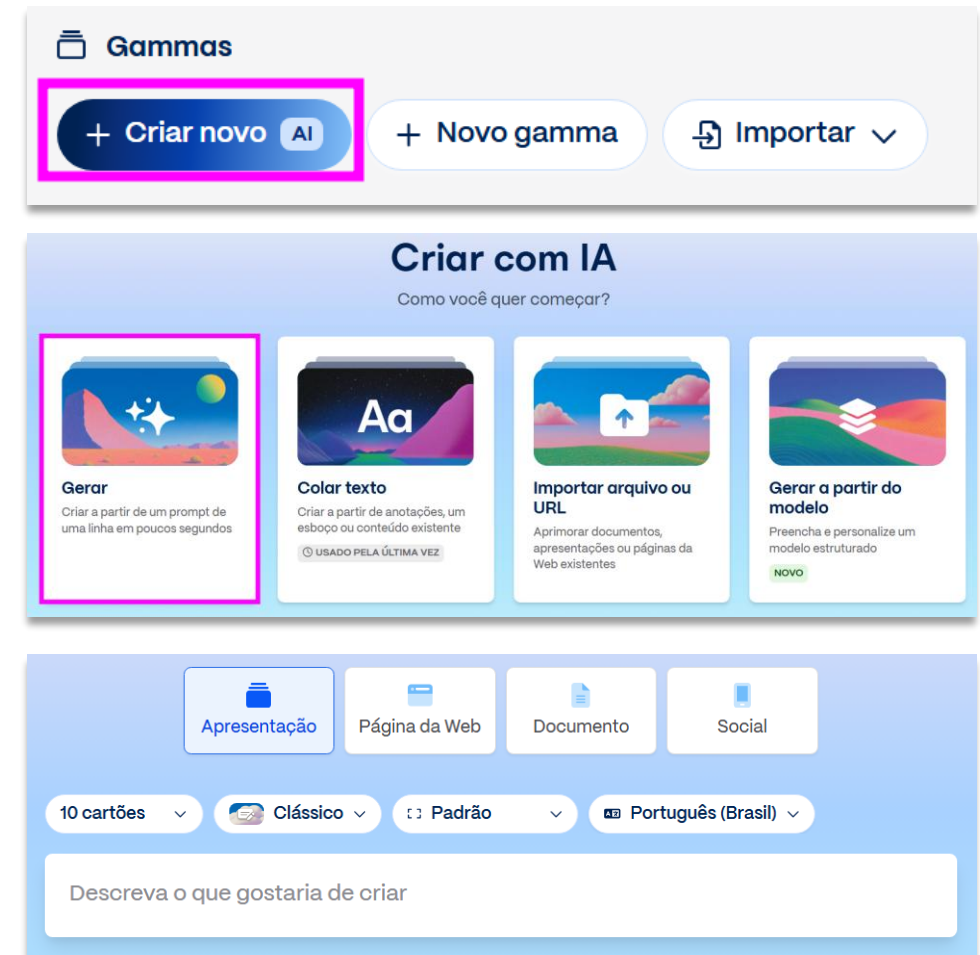 Gammas
+ Criar novo AI
+ Novo gamma
Importar
Criar com IA
Como você quer começar?
Gerar
Criar a partir de um prompt de
uma linha em poucos segundos
Aa
Colar texto
Criar a partir de anotações, um
esboço ou conteúdo existente
USADO PELA ÚLTIMA VEZ
Importar arquivo ou
URL
Aprimorar documentos,
apresentações ou páginas da
Web existentes
Gerar a partir do
modelo
Preencha e personalize um
modelo estruturado
NOVO
Apresentação
Página da Web
Documento
Social
10 cartões
Clássico
Padrão
Português (Brasil)
Descreva o que gostaria de criar